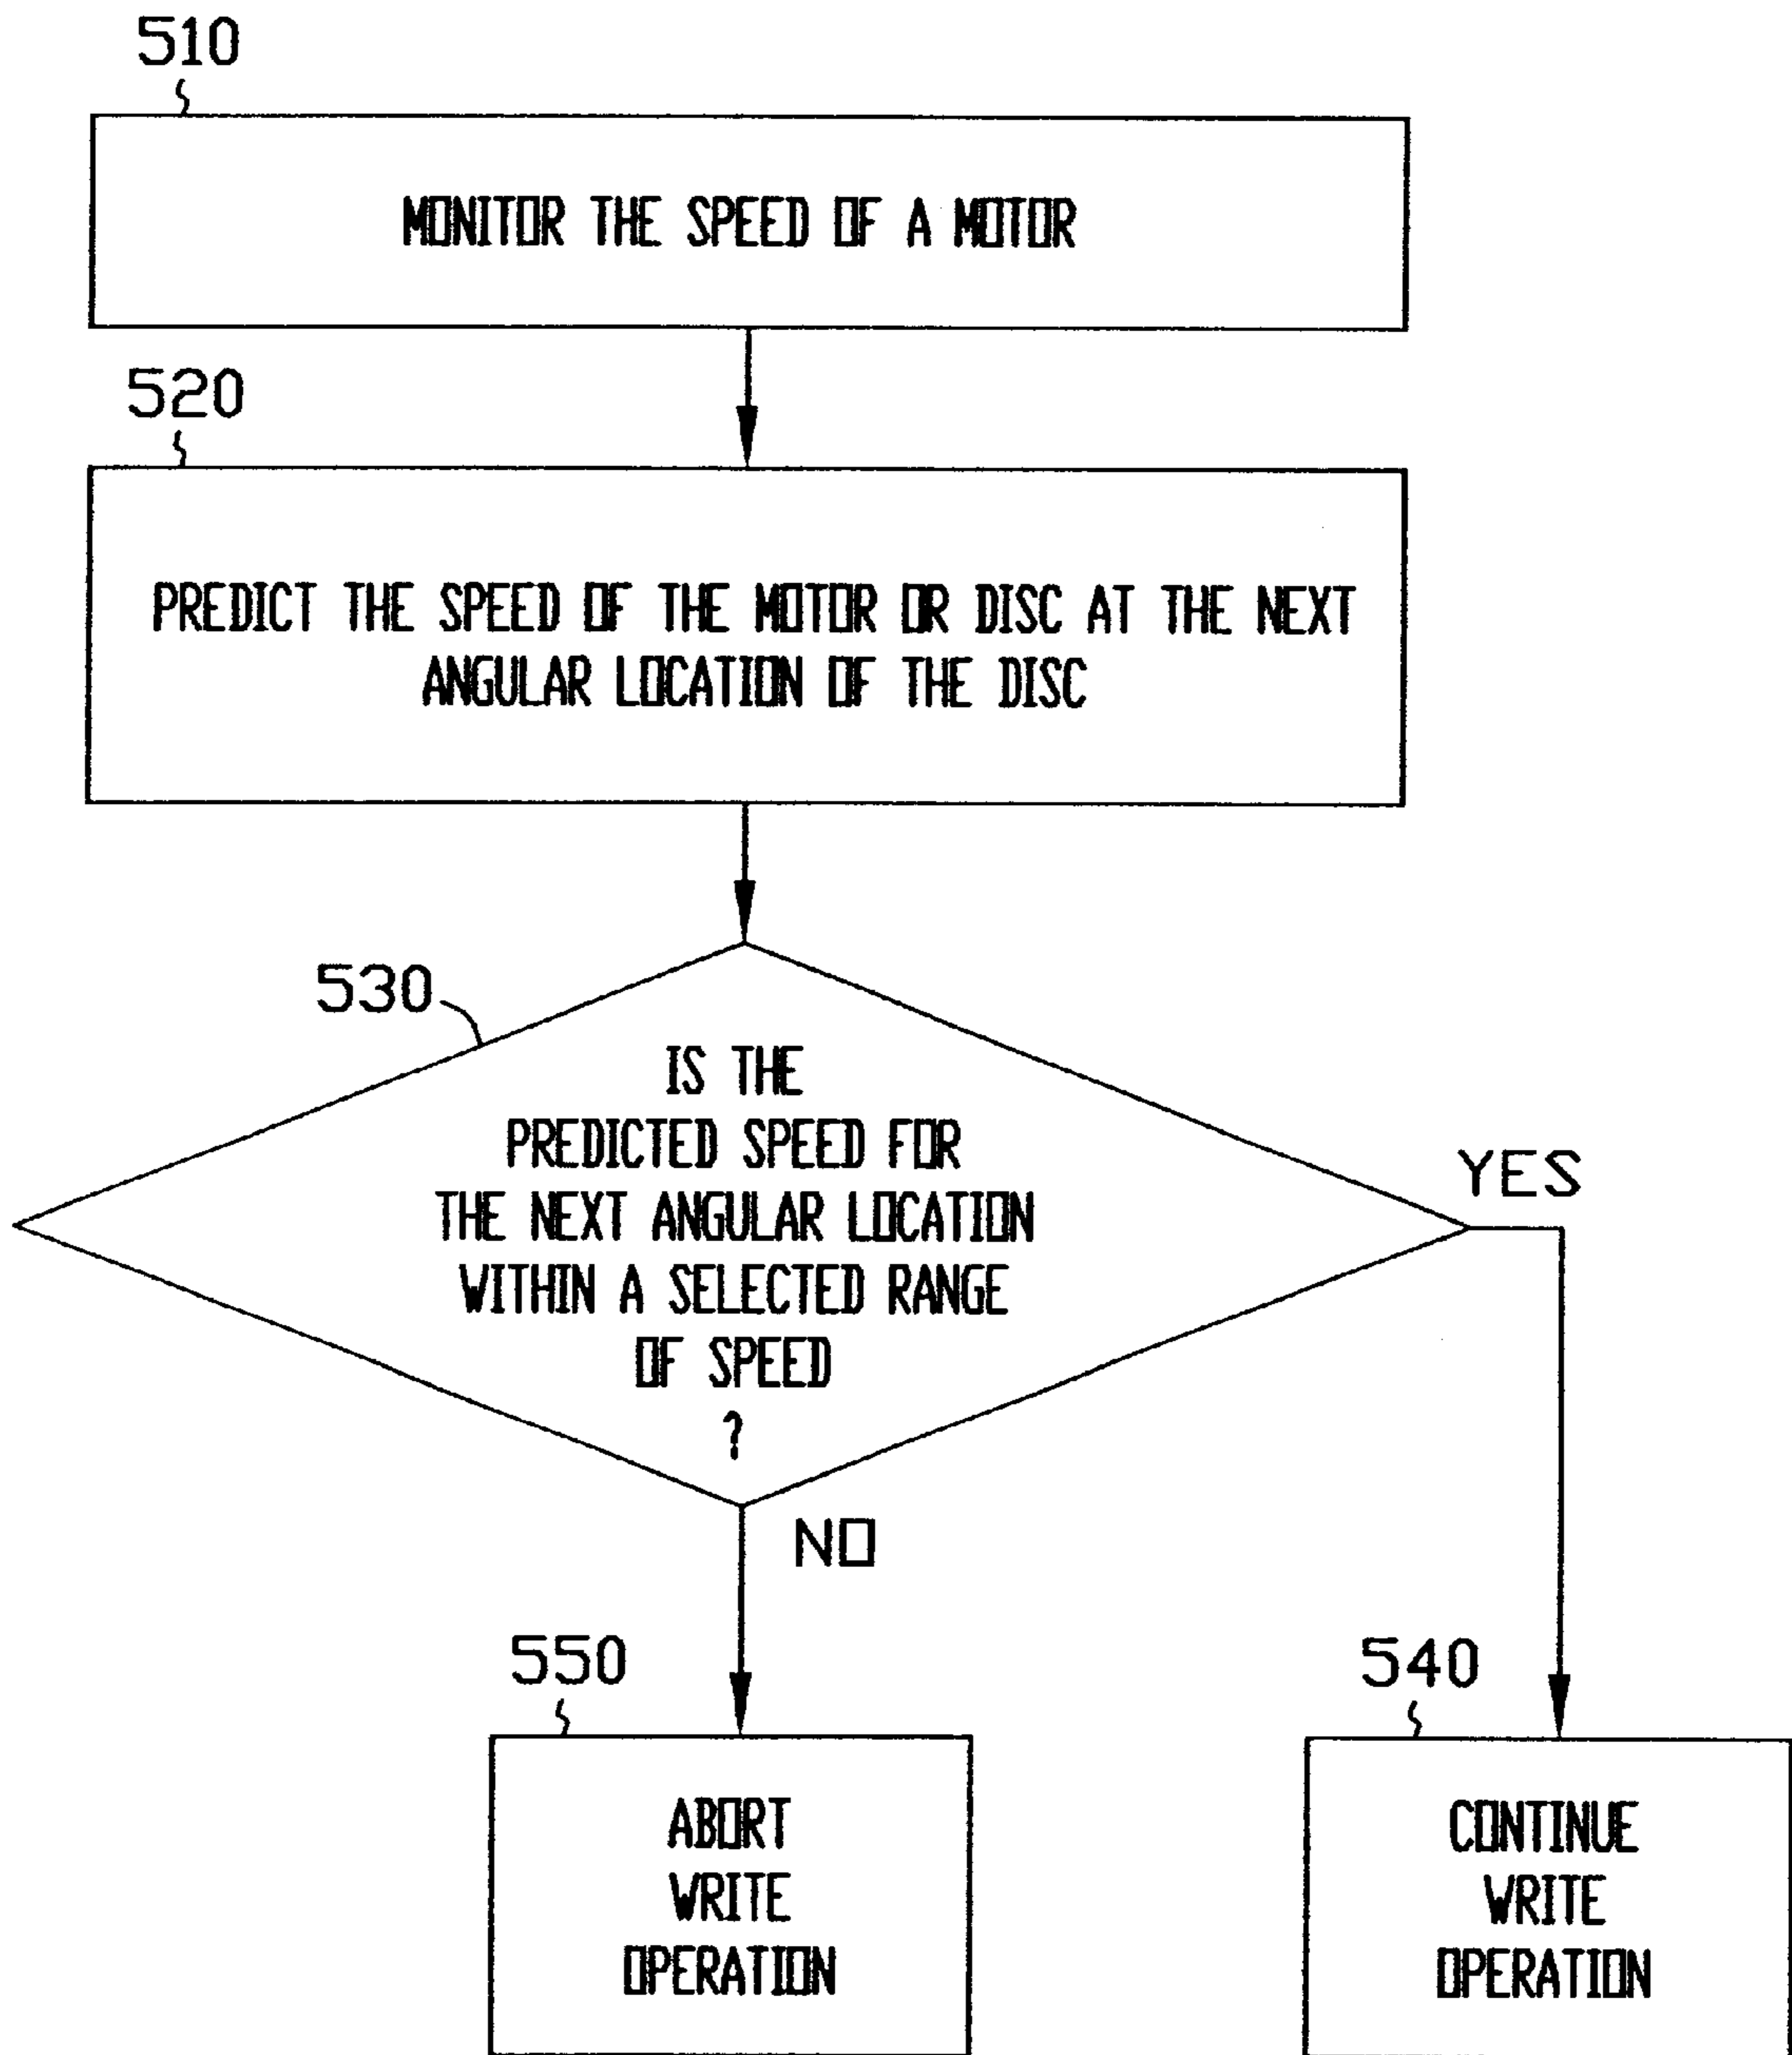 510
MONITOR THE SPEED OF A MOTOR
520
PREDICT THE SPEED OF THE MOTOR OR DISC AT THE NEXT
ANGULAR LOCATION OF THE DISC
530
IS THE
PREDICTED SPEED FOR
THE NEXT ANGULAR LOCATION
WITHIN A SELECTED RANGE
OF SPEED
?
YES
NO
550
ABORT
WRITE
OPERATION
540
CONTINUE
WRITE
OPERATION